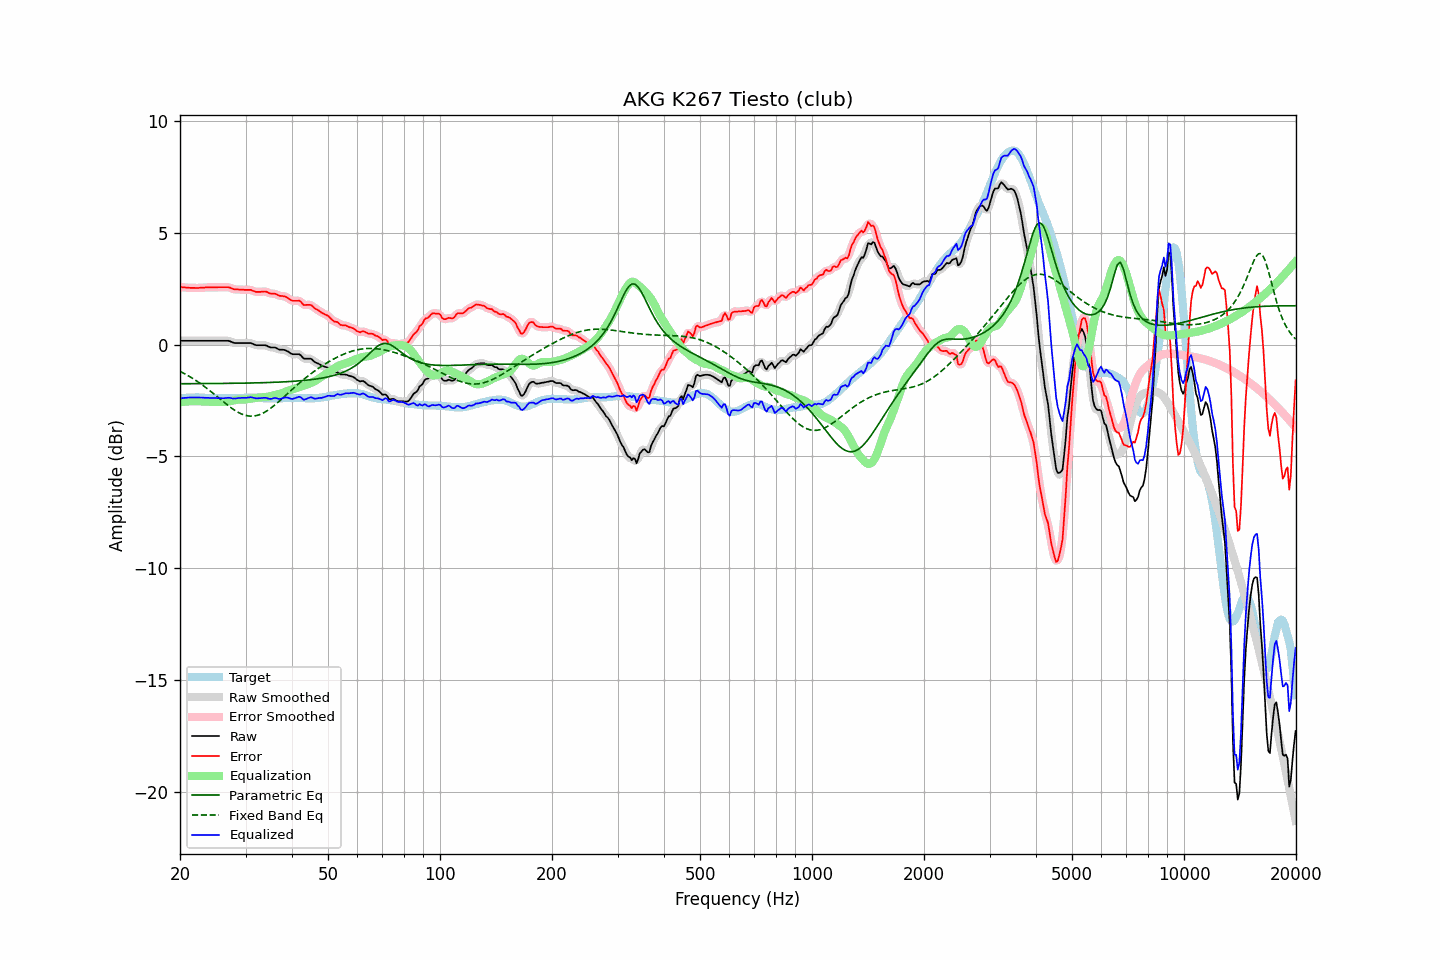 AKG K267 Tiesto (club)
10
5
0
−5
−10
−15
−20
Amplitude (dBr)
Target
Raw Smoothed
Error Smoothed
Raw
Error
Equalization
Parametric Eq
Fixed Band Eq
Equalized
20 50 100 200 500 1000 2000 5000 10000 20000
Frequency (Hz)